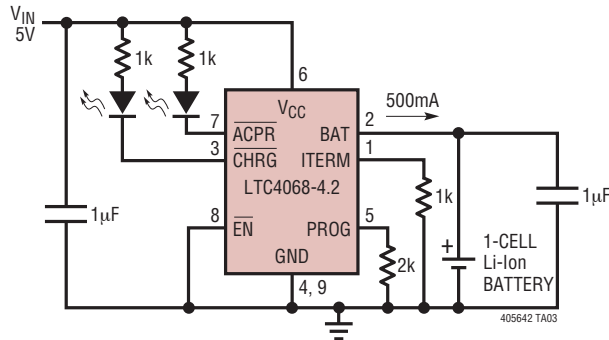 VIN
5V
1k
1k
6
VCC
7
ACPR
3
CHRG
2
BAT
500mA
1
ITERM
LTC4068-4.2
1k
1µF
1µF
8
EN
5
PROG
GND
2k
4, 9
+
1-CELL
Li-Ion
BATTERY
405642 TA03